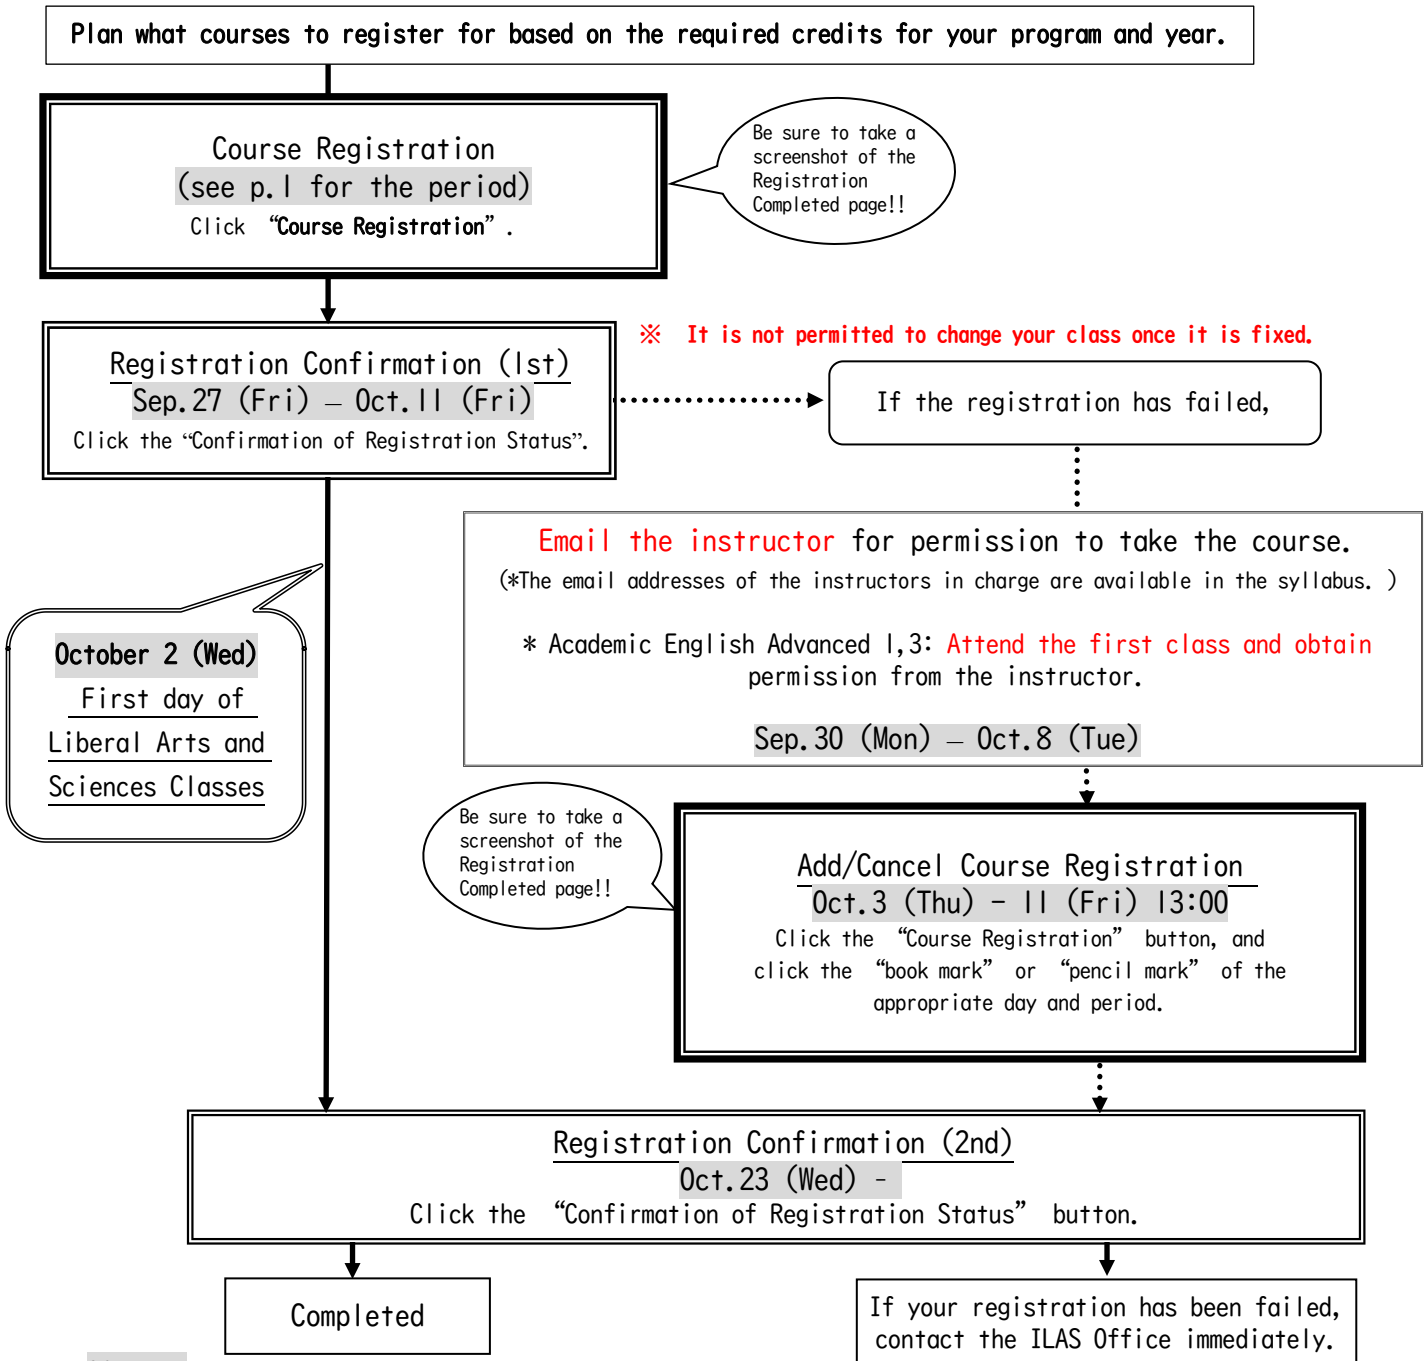 Plan what courses to register for based on the required credits for your program and year.
Course Registration
(see p.1 for the period)
Click “Course Registration”.
Be sure to take a
screenshot of the
Registration
Completed page!!
Registration Confirmation (1st)
Sep.27 (Fri) – Oct.11 (Fri)
Click the “Confirmation of Registration Status”.
※ It is not permitted to change your class once it is fixed.
If the registration has failed,
Email the instructor for permission to take the course.
(*The email addresses of the instructors in charge are available in the syllabus. )
* Academic English Advanced 1,3: Attend the first class and obtain
permission from the instructor.
Sep.30 (Mon) – Oct.8 (Tue)
October 2 (Wed)
First day of
Liberal Arts and
Sciences Classes
Be sure to take a
screenshot of the
Registration
Completed page!!
Add/Cancel Course Registration
Oct.3 (Thu) - 11 (Fri) 13:00
Click the “Course Registration” button, and
click the “book mark” or “pencil mark” of the
appropriate day and period.
Registration Confirmation (2nd)
Oct.23 (Wed) -
Click the “Confirmation of Registration Status” button.
Completed
If your registration has been failed,
contact the ILAS Office immediately.